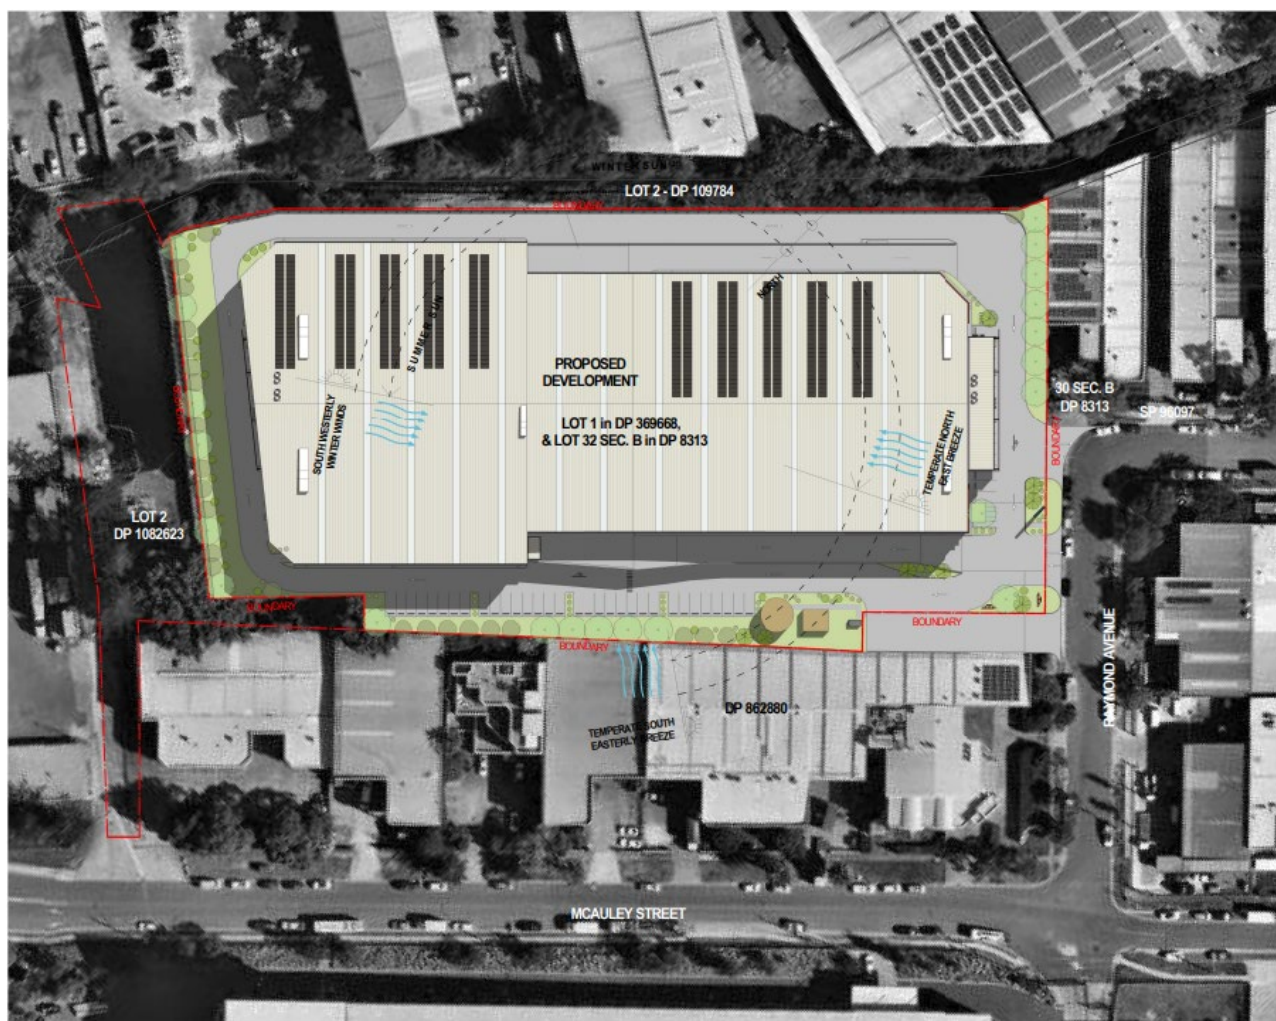 WINTER SUN
LOT 2 - DP 109784
BOUNDARY
NORTH
SUMMER SUN
PROPOSED
DEVELOPMENT
LOT 1 in DP 369668,
& LOT 32 SEC. B in DP 8313
SOUTH WESTERLY
WINTER WINDS
TEMPERATE NORTH
EAST BREEZE
30 SEC. B
DP 8313
SP 96097
BOUNDARY
BOUNDARY
LOT 2
DP 1082623
BOUNDARY
BOUNDARY
BOUNDARY
RAYMOND AVENUE
DP 862880
TEMPERATE SOUTH
EASTERLY BREEZE
MCAULEY STREET